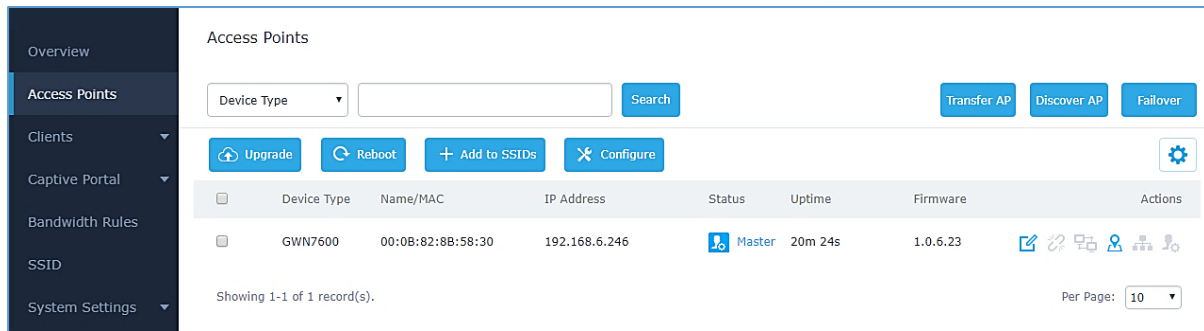 Overview
Access Points
Clients
Captive Portal
Bandwidth Rules
SSID
System Settings
Access Points
Device Type Search Transfer AP Discover AP Failover
Upgrade Reboot Add to SSIDs Configure
Device Type Name/MAC IP Address Status Uptime Firmware Actions
GWN7600 00:0B:82:8B:58:30 192.168.6.246 Master 20m 24s 1.0.6.23
Showing 1-1 of 1 record(s). Per Page: 10